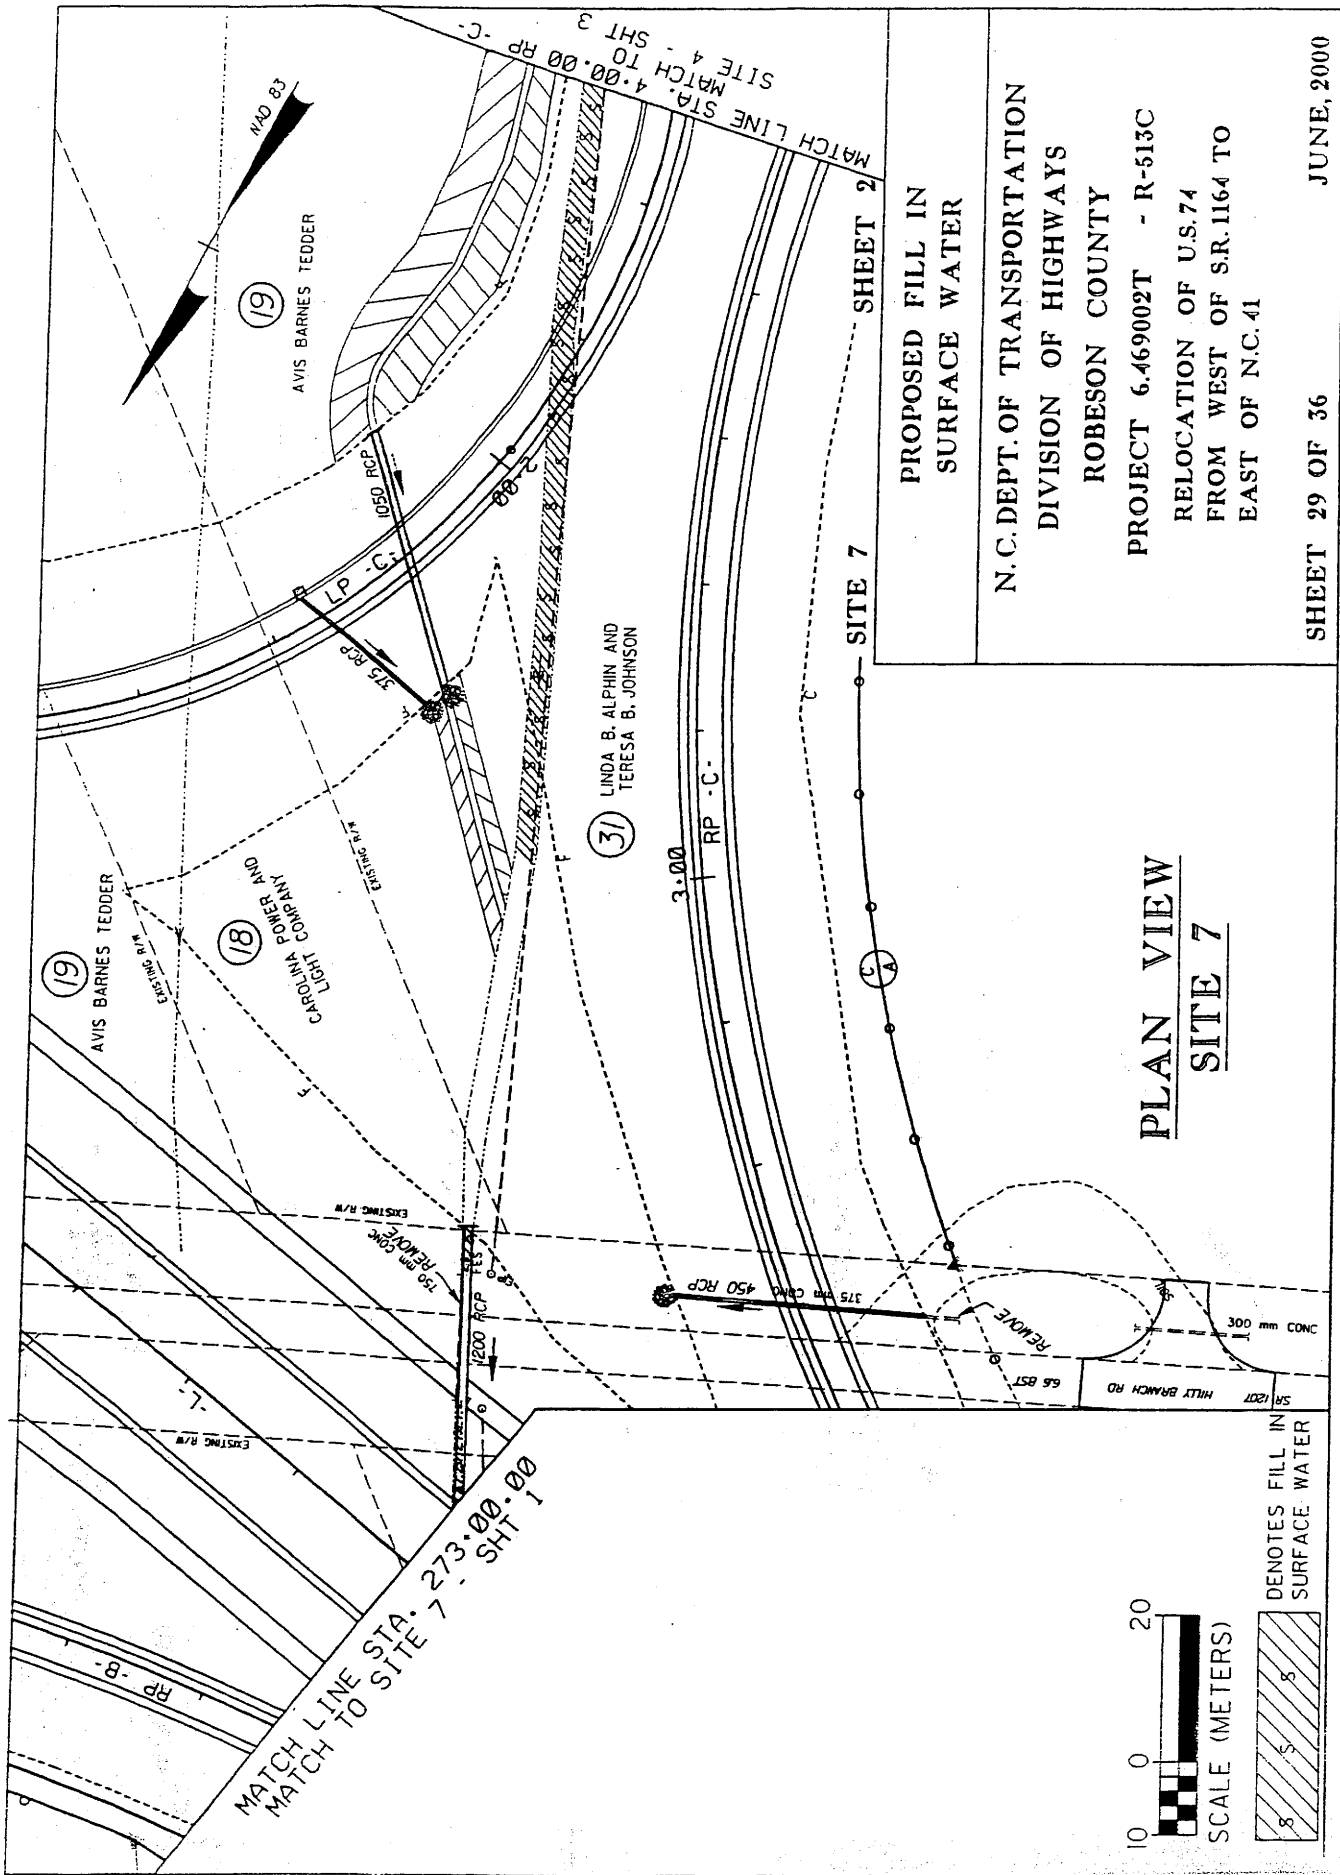 MATCH LINE STA. 4+00.00 RP -C-
MATCH TO
SITE 4 - SHT 3
NAD 83
19
AVIS BARNES TEDDER
1050 RCP
2+00
LP -C-
375 RCP
19
AVIS BARNES TEDDER
EXISTING R/W
18
CAROLINA POWER AND
LIGHT COMPANY
EXISTING R/W
F
F
31
LINDA B. ALPHIN AND
TERESA B. JOHNSON
3+00
RP -C-
C
C
A
EXISTING R/W
750 mm CONC
REMOVE
FES
EP
1200 RCP
-L-
EXISTING R/W
RP -B-
450 RCP
375 mm CONC
REMOVE
6.6 BST
HILLY BRANCH RD
SR 1207
300 mm CONC
MATCH LINE STA. 273+00.00
MATCH TO SITE 7 - SHT 1
PLAN VIEW
SITE 7
SITE 7 SHEET 2
PROPOSED FILL IN
SURFACE WATER
N.C. DEPT. OF TRANSPORTATION
DIVISION OF HIGHWAYS
ROBESON COUNTY
PROJECT 6.469002T - R-513C
RELOCATION OF U.S. 74
FROM WEST OF S.R. 1164 TO
EAST OF N.C. 41
SHEET 29 OF 36 JUNE, 2000
10 0 20
SCALE (METERS)
S S S
DENOTES FILL IN
SURFACE WATER